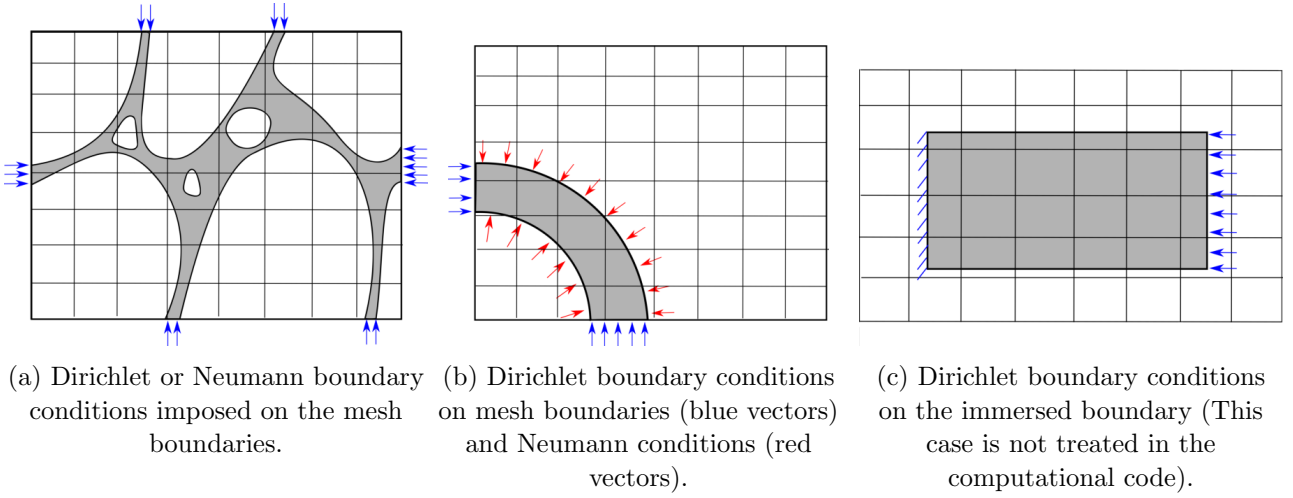 (a) Dirichlet or Neumann boundary
conditions imposed on the mesh
boundaries.
(b) Dirichlet boundary conditions
on mesh boundaries (blue vectors)
and Neumann conditions (red
vectors).
(c) Dirichlet boundary conditions
on the immersed boundary (This
case is not treated in the
computational code).